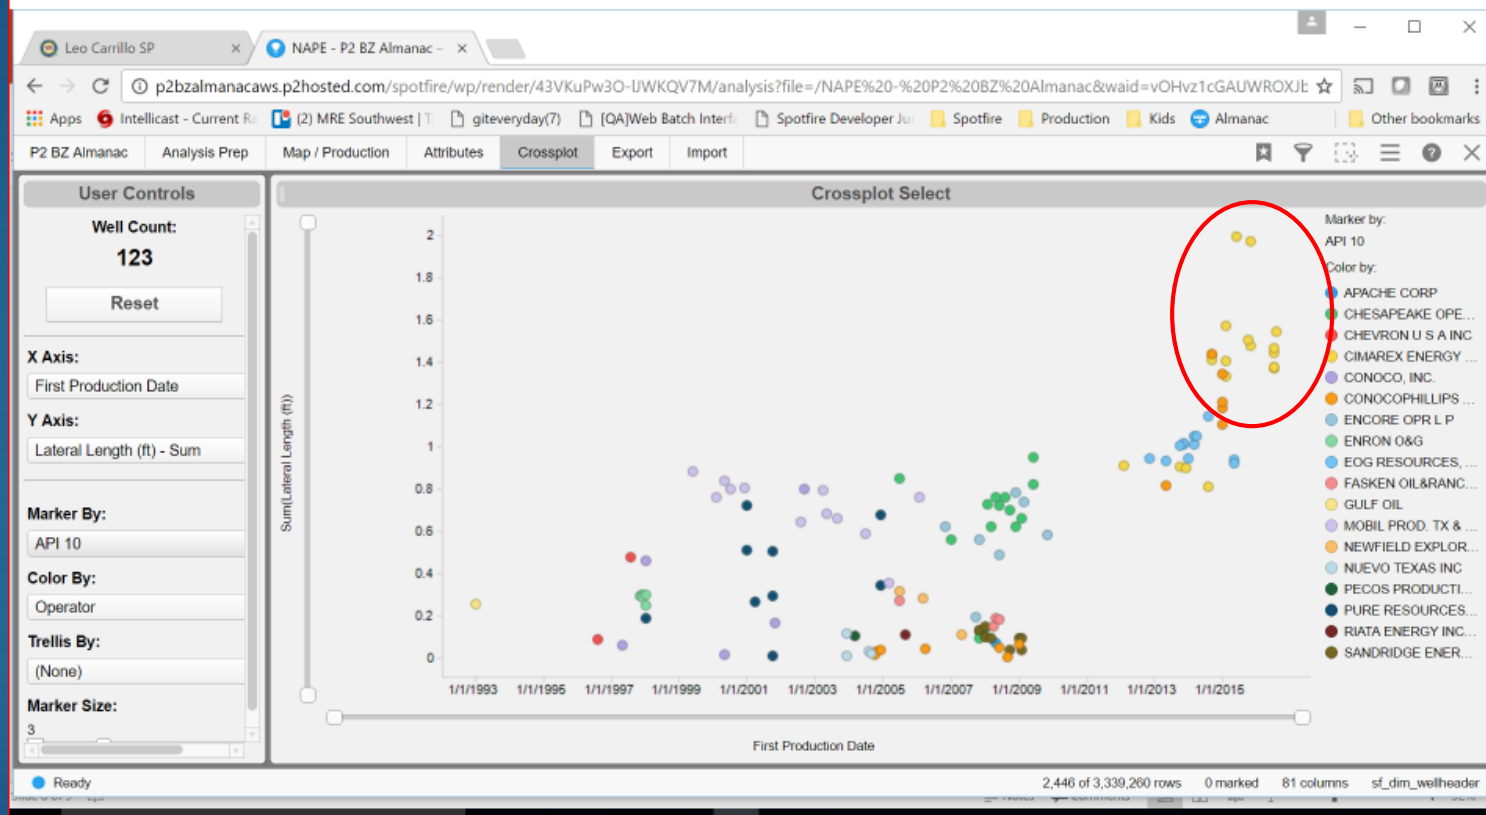 Leo Carrillo SP
NAPE - P2 BZ Almanac –
p2bzalmanacaws.p2hosted.com/spotfire/wp/render/43VKuPw3O-IJWKQV7M/analysis?file=/NAPE%20-%20P2%20BZ%20Almanac&waid=vOHvz1cGAUWROXJt
Apps
Intellicast - Current Ra
(2) MRE Southwest | T
giteveryday(7)
[QA]Web Batch Interfa
Spotfire Developer Ju
Spotfire
Production
Kids
Almanac
Other bookmarks
P2 BZ Almanac
Analysis Prep
Map / Production
Attributes
Crossplot
Export
Import
User Controls
Well Count:
123
Reset
X Axis:
First Production Date
Y Axis:
Lateral Length (ft) - Sum
Marker By:
API 10
Color By:
Operator
Trellis By:
(None)
Marker Size:
3
Crossplot Select
Sum(Lateral Length (ft))
2
1.8
1.6
1.4
1.2
1
0.8
0.6
0.4
0.2
0
1/1/1993 1/1/1995 1/1/1997 1/1/1999 1/1/2001 1/1/2003 1/1/2005 1/1/2007 1/1/2009 1/1/2011 1/1/2013 1/1/2015
First Production Date
Marker by:
API 10
Color by:
APACHE CORP
CHESAPEAKE OPE...
CHEVRON U S A INC
CIMAREX ENERGY ...
CONOCO, INC.
CONOCOPHILLIPS ...
ENCORE OPR L P
ENRON O&G
EOG RESOURCES, ...
FASKEN OIL&RANC...
GULF OIL
MOBIL PROD. TX & ...
NEWFIELD EXPLOR...
NUEVO TEXAS INC
PECOS PRODUCTI...
PURE RESOURCES...
RIATA ENERGY INC...
SANDRIDGE ENER...
Ready
2,446 of 3,339,260 rows
0 marked
81 columns
sf_dim_wellheader